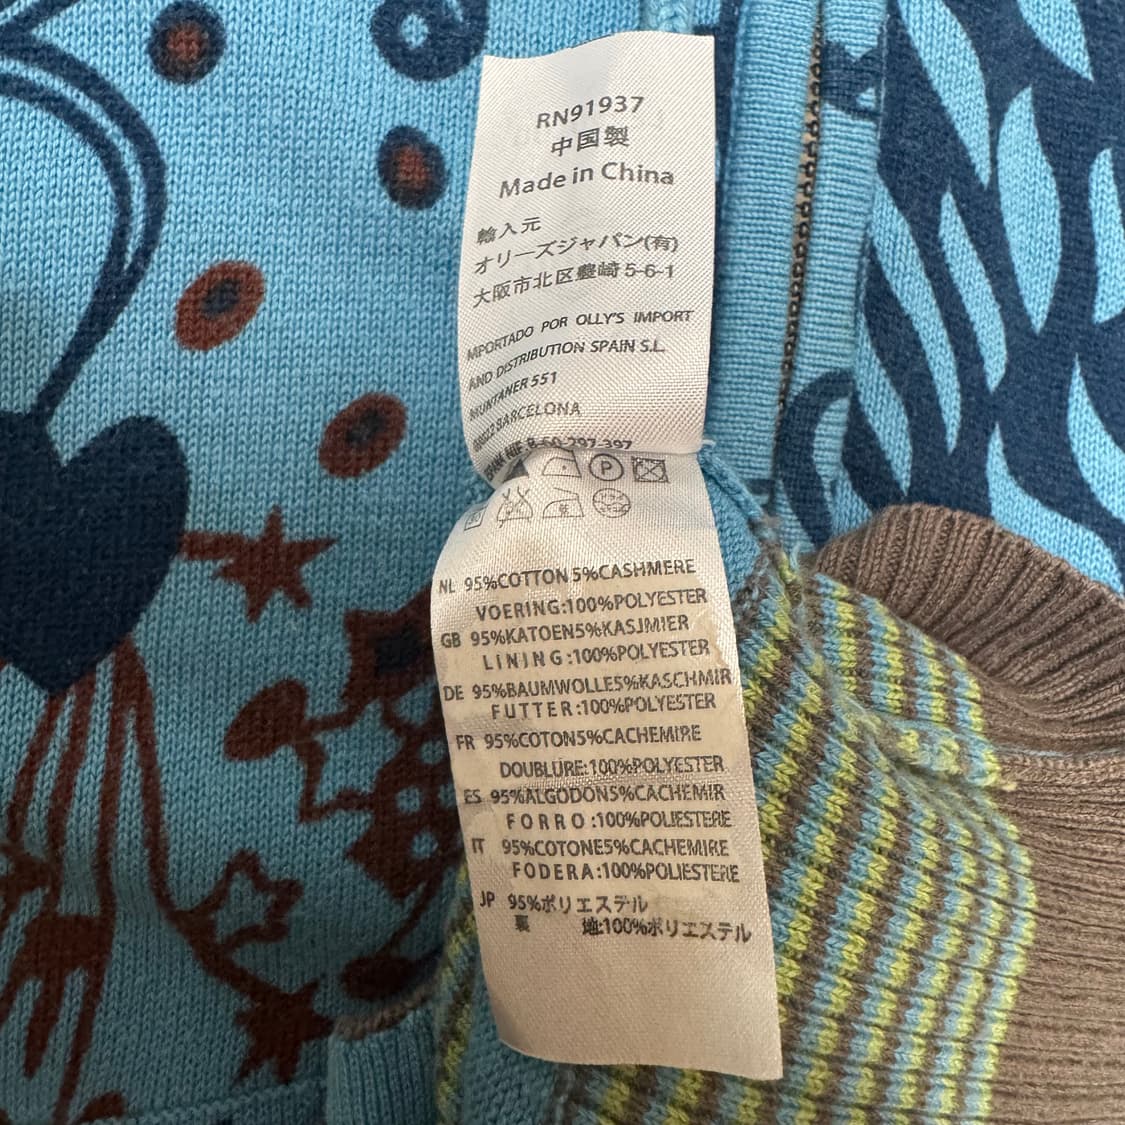 RN91937
中国製
Made in China
輸入元
オリーズジャパン(有)
大阪市北区豊崎5-6-1
IMPORTADO POR OLLY'S IMPORT
AND DISTRIBUTION SPAIN S.L.
MUNTANER 551
BARCELONA
NIF. B-60-297-397
P
NL 95%COTTON 5%CASHMERE
VOERING:100%POLYESTER
GB 95%KATOEN5%KASJMIER
LINING:100%POLYESTER
DE 95%BAUMWOLLE5%KASCHMIR
FUTTER:100%POLYESTER
FR 95%COTON5%CACHEMIRE
DOUBLURE:100%POLYESTER
ES 95%ALGODON5%CACHEMIR
FORRO:100%POLIESTERE
IT 95%COTONE5%CACHEMIRE
FODERA:100%POLIESTERE
JP 95%ポリエステル
裏 地:100%ポリエステル